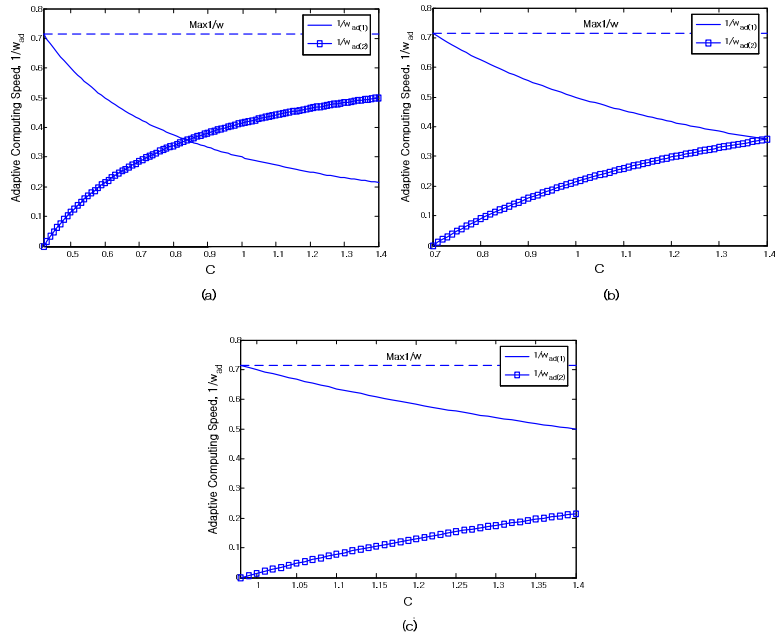 0.8
Max1/w
1/w_ad(1)
1/w_ad(2)
0.7
0.6
0.5
0.4
0.3
0.2
0.1
0
Adaptive Computing Speed, 1/w_ad
0.5 0.6 0.7 0.8 0.9 1 1.1 1.2 1.3 1.4
C
(a)
0.8
Max1/w
1/w_ad(1)
1/w_ad(2)
0.7
0.6
0.5
0.4
0.3
0.2
0.1
0
Adaptive Computing Speed, 1/w_ad
0.7 0.8 0.9 1 1.1 1.2 1.3 1.4
C
(b)
0.8
Max1/w
1/w_ad(1)
1/w_ad(2)
0.7
0.6
0.5
0.4
0.3
0.2
0.1
0
Adaptive Computing Speed, 1/w_ad
1 1.05 1.1 1.15 1.2 1.25 1.3 1.35 1.4
C
(c)